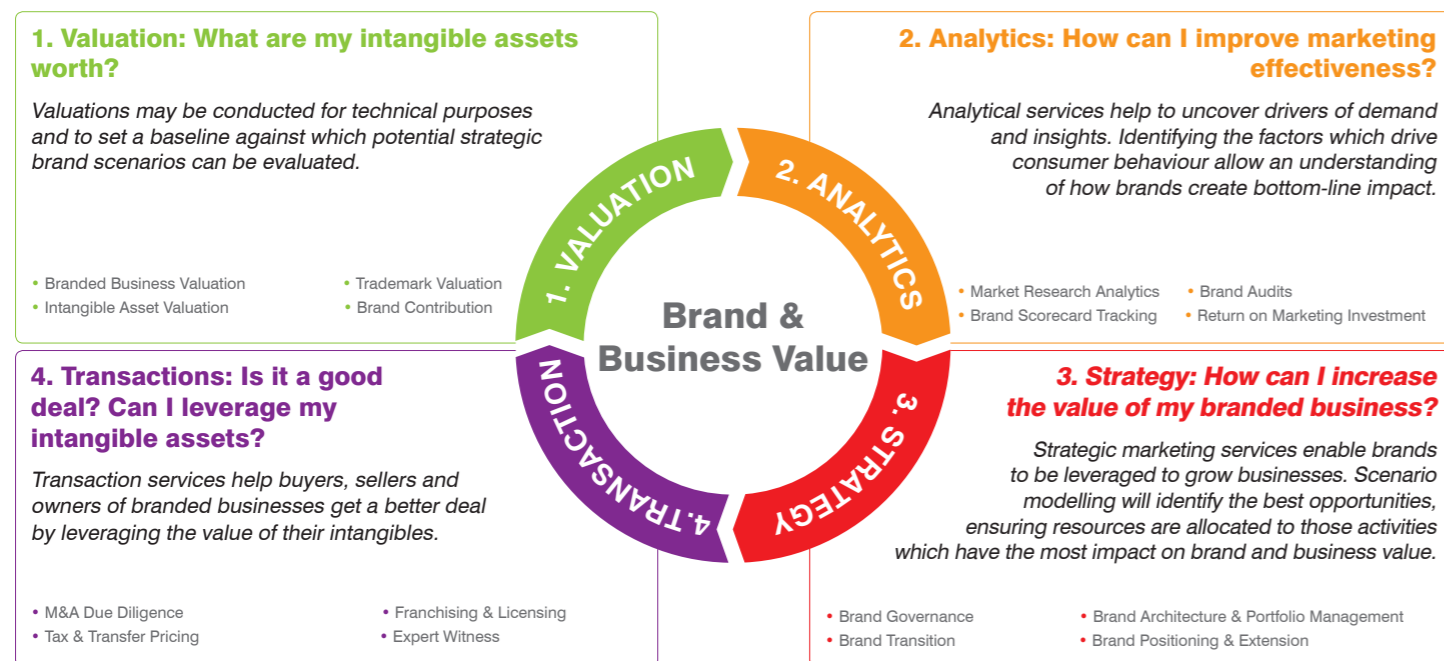 1. Valuation: What are my intangible assets
worth?
Valuations may be conducted for technical purposes
and to set a baseline against which potential strategic
brand scenarios can be evaluated.
• Branded Business Valuation
• Intangible Asset Valuation
• Trademark Valuation
• Brand Contribution
2. Analytics: How can I improve marketing
effectiveness?
Analytical services help to uncover drivers of demand
and insights. Identifying the factors which drive
consumer behaviour allow an understanding
of how brands create bottom-line impact.
• Market Research Analytics
• Brand Scorecard Tracking
• Brand Audits
• Return on Marketing Investment
1. VALUATION
2. ANALYTICS
3. STRATEGY
4.TRANSACTION
Brand &
Business Value
4. Transactions: Is it a good
deal? Can I leverage my
intangible assets?
Transaction services help buyers, sellers and
owners of branded businesses get a better deal
by leveraging the value of their intangibles.
• M&A Due Diligence
• Tax & Transfer Pricing
• Franchising & Licensing
• Expert Witness
3. Strategy: How can I increase
the value of my branded business?
Strategic marketing services enable brands
to be leveraged to grow businesses. Scenario
modelling will identify the best opportunities,
ensuring resources are allocated to those activities
which have the most impact on brand and business value.
• Brand Governance
• Brand Transition
• Brand Architecture & Portfolio Management
• Brand Positioning & Extension